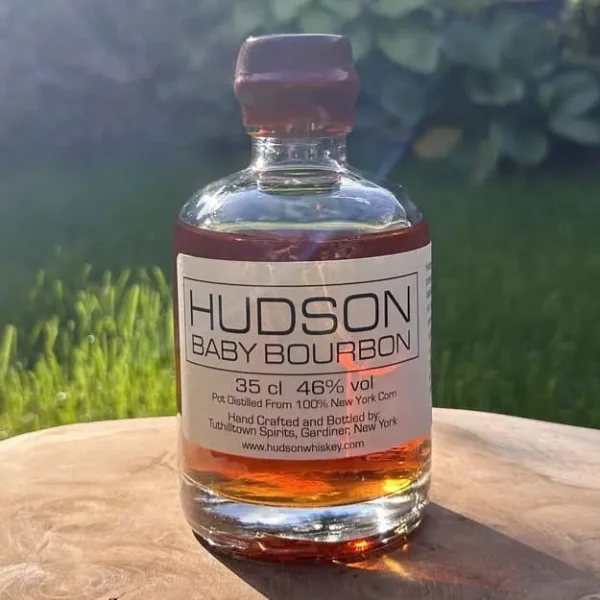 HUDSON
BABY BOURBON
35 cl 46% vol
Pot Distilled From 100% New York Corn
Hand Crafted and Bottled by:
Tuthilltown Spirits, Gardiner, New York
www.hudsonwhiskey.com